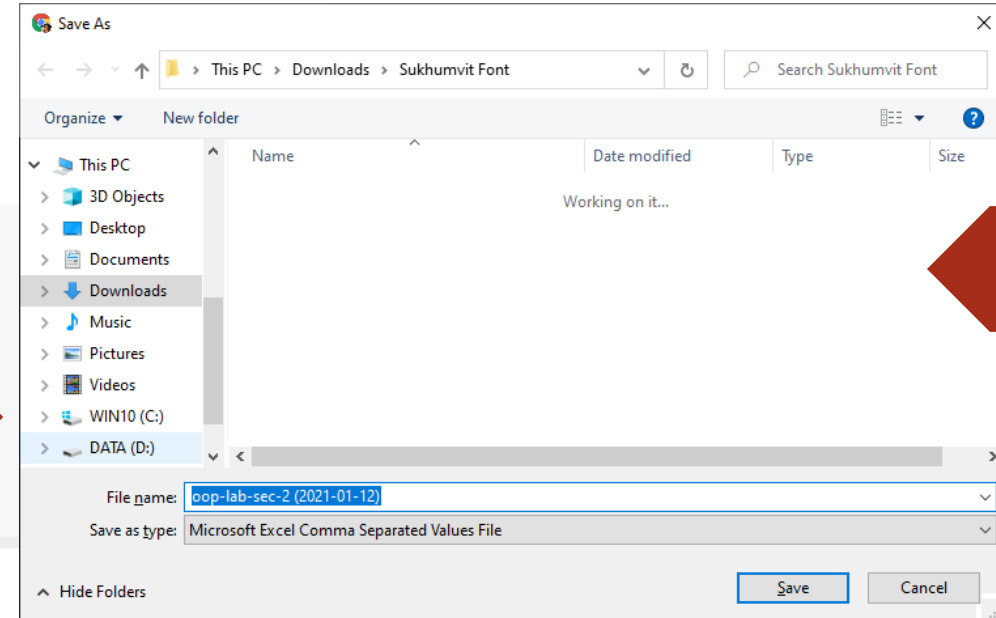 Save As
This PC > Downloads > Sukhumvit Font
Search Sukhumvit Font
Organize New folder
?
Name Date modified Type Size
Working on it...
This PC
3D Objects
Desktop
Documents
Downloads
Music
Pictures
Videos
WIN10 (C:)
DATA (D:)
File name: oop-lab-sec-2 (2021-01-12)
Save as type: Microsoft Excel Comma Separated Values File
Hide Folders Save Cancel